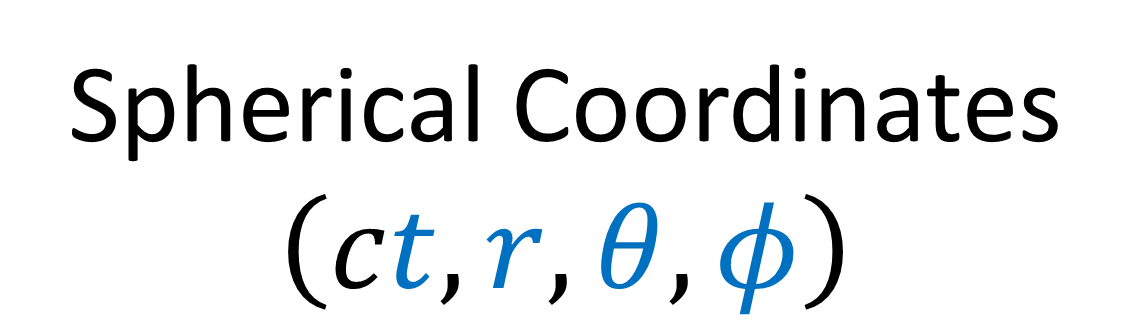 Spherical Coordinates
(ct, r, θ, ϕ)